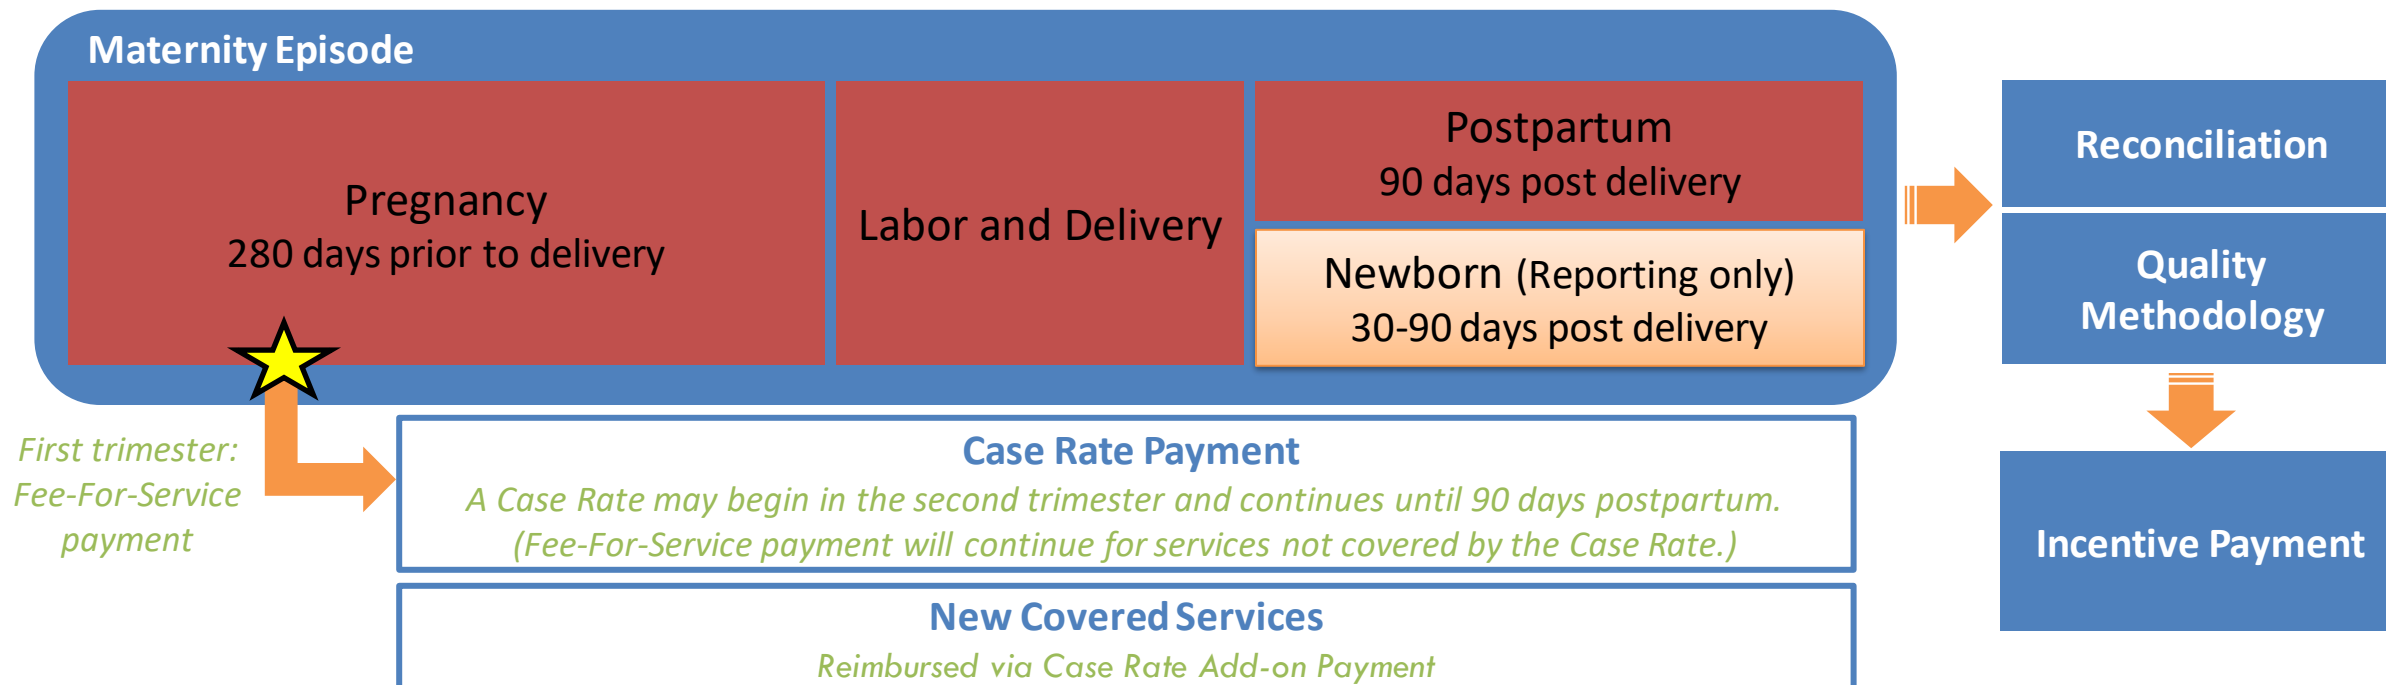 Maternity Episode
Pregnancy
280 days prior to delivery
Labor and Delivery
Postpartum
90 days post delivery
Newborn (Reporting only)
30-90 days post delivery
Reconciliation
Quality
Methodology
Incentive Payment
First trimester:
Fee-For-Service
payment
Case Rate Payment
A Case Rate may begin in the second trimester and continues until 90 days postpartum.
(Fee-For-Service payment will continue for services not covered by the Case Rate.)
New Covered Services
Reimbursed via Case Rate Add-on Payment